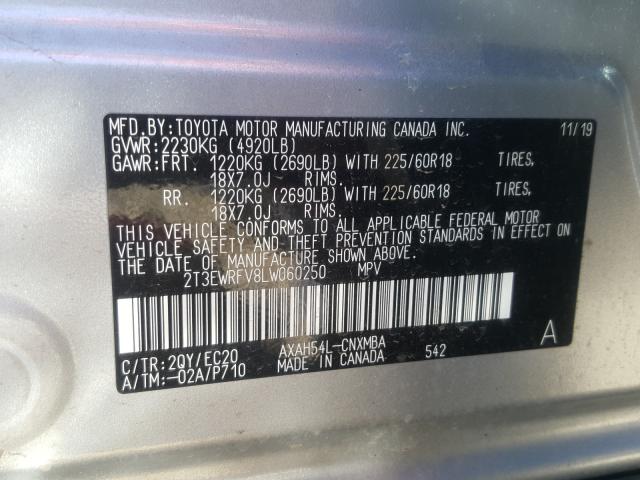 MFD.BY:TOYOTA MOTOR MANUFACTURING CANADA INC. 11/19
GVWR:2230KG (4920LB)
GAWR:FRT. 1220KG (2690LB) WITH 225/60R18 TIRES,
18X7.0J RIMS.
RR. 1220KG (2690LB) WITH 225/60R18 TIRES,
18X7.0J RIMS.
THIS VEHICLE CONFORMS TO ALL APPLICABLE FEDERAL MOTOR
VEHICLE SAFETY AND THEFT PREVENTION STANDARDS IN EFFECT ON
THE DATE OF MANUFACTURE SHOWN ABOVE.
2T3EWRFV8LW060250 MPV
C/TR:2QY/EC20 AXAH54L-CNXMBA 542 A
A/TM:-02A/P710 MADE IN CANADA